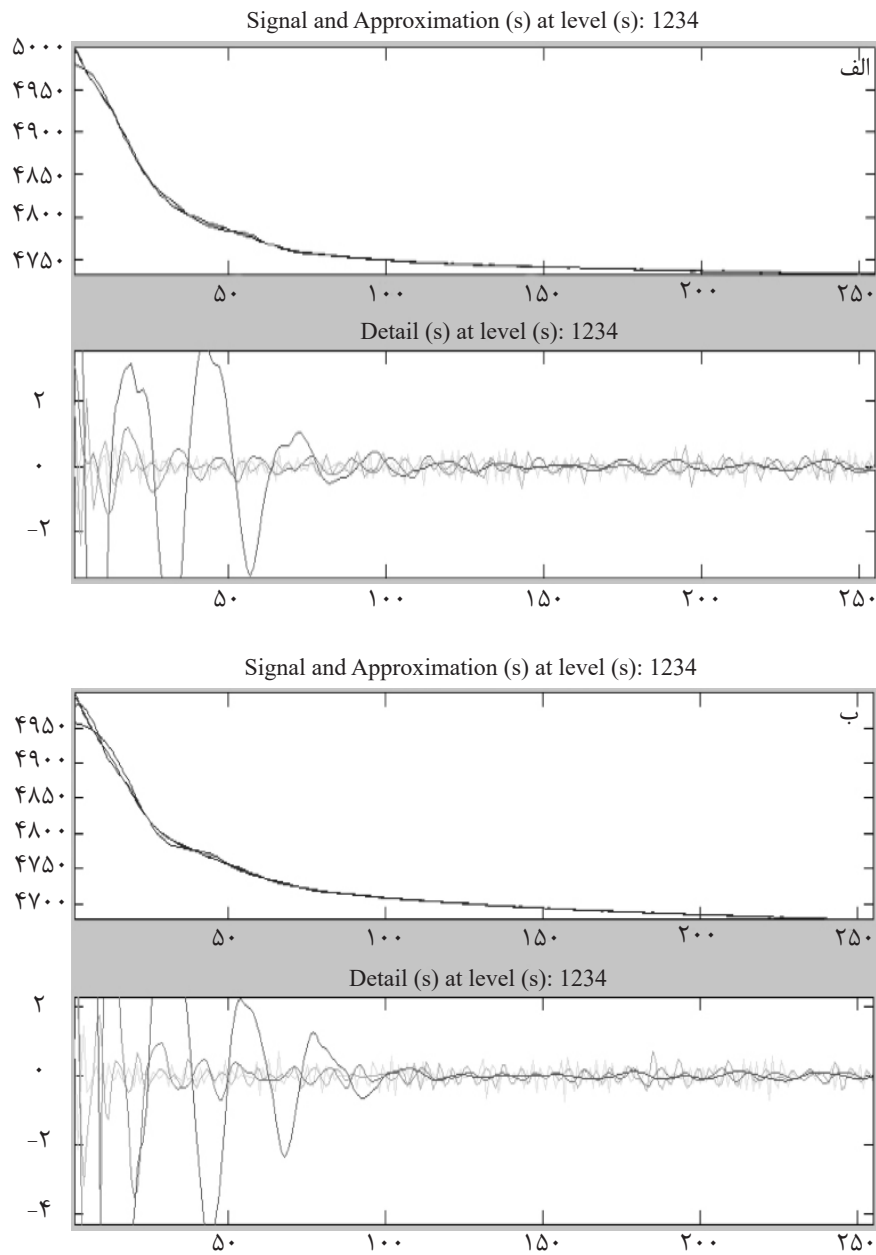 Signal and Approximation (s) at level (s): 1234
الف
۵۰۰۰
۴۹۵۰
۴۹۰۰
۴۸۵۰
۴۸۰۰
۴۷۵۰
۵۰ ۱۰۰ ۱۵۰ ۲۰۰ ۲۵۰
Detail (s) at level (s): 1234
۲
۰
−۲
۵۰ ۱۰۰ ۱۵۰ ۲۰۰ ۲۵۰
Signal and Approximation (s) at level (s): 1234
ب
۴۹۵۰
۴۹۰۰
۴۸۵۰
۴۸۰۰
۴۷۵۰
۴۷۰۰
۵۰ ۱۰۰ ۱۵۰ ۲۰۰ ۲۵۰
Detail (s) at level (s): 1234
۲
۰
−۲
−۴
۵۰ ۱۰۰ ۱۵۰ ۲۰۰ ۲۵۰